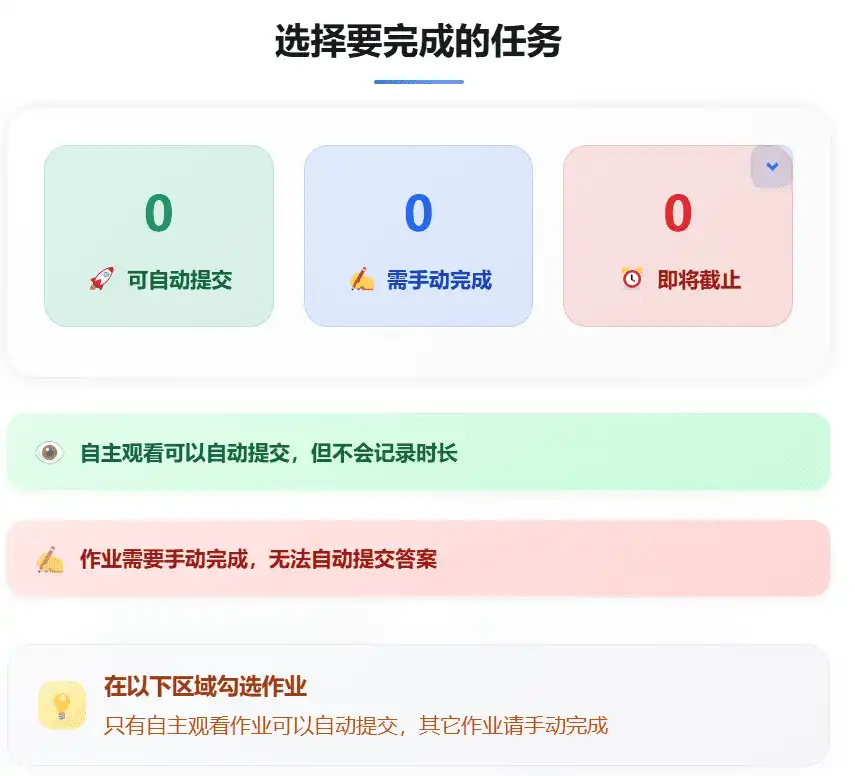 选择要完成的任务
0
可自动提交
0
需手动完成
0
即将截止
自主观看可以自动提交，但不会记录时长
作业需要手动完成，无法自动提交答案
在以下区域勾选作业
只有自主观看作业可以自动提交，其它作业请手动完成